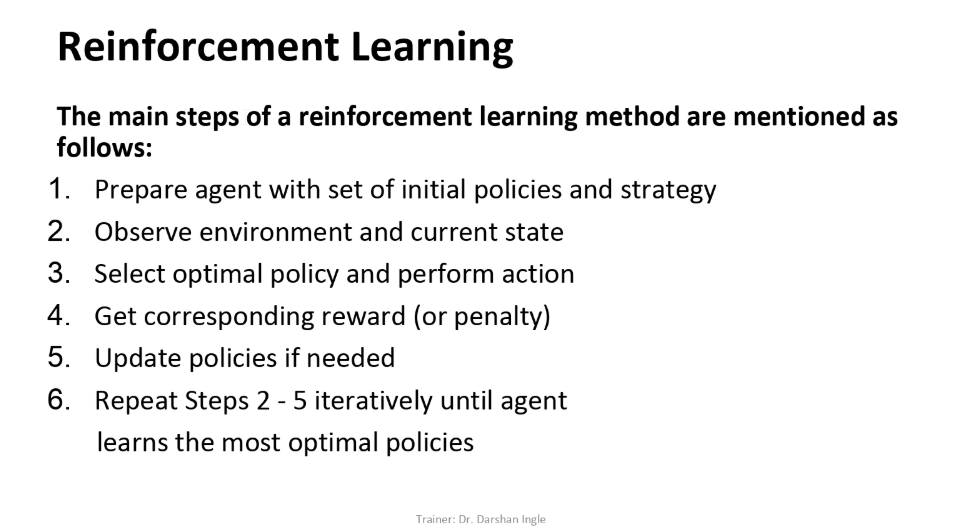 Reinforcement Learning
The main steps of a reinforcement learning method are mentioned as
follows:
1. Prepare agent with set of initial policies and strategy
2. Observe environment and current state
3. Select optimal policy and perform action
4. Get corresponding reward (or penalty)
5. Update policies if needed
6. Repeat Steps 2 - 5 iteratively until agent
learns the most optimal policies
Trainer: Dr. Darshan Ingle